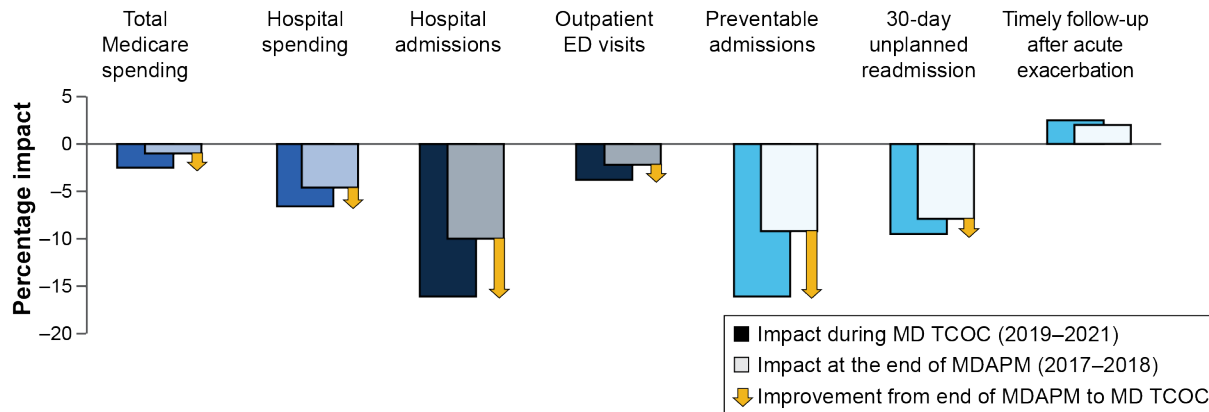 Total
Medicare
spending
Hospital
spending
Hospital
admissions
Outpatient
ED visits
Preventable
admissions
30-day
unplanned
readmission
Timely follow-up
after acute
exacerbation
Percentage impact
5
0
–5
–10
–15
–20
Impact during MD TCOC (2019–2021)
Impact at the end of MDAPM (2017–2018)
Improvement from end of MDAPM to MD TCOC